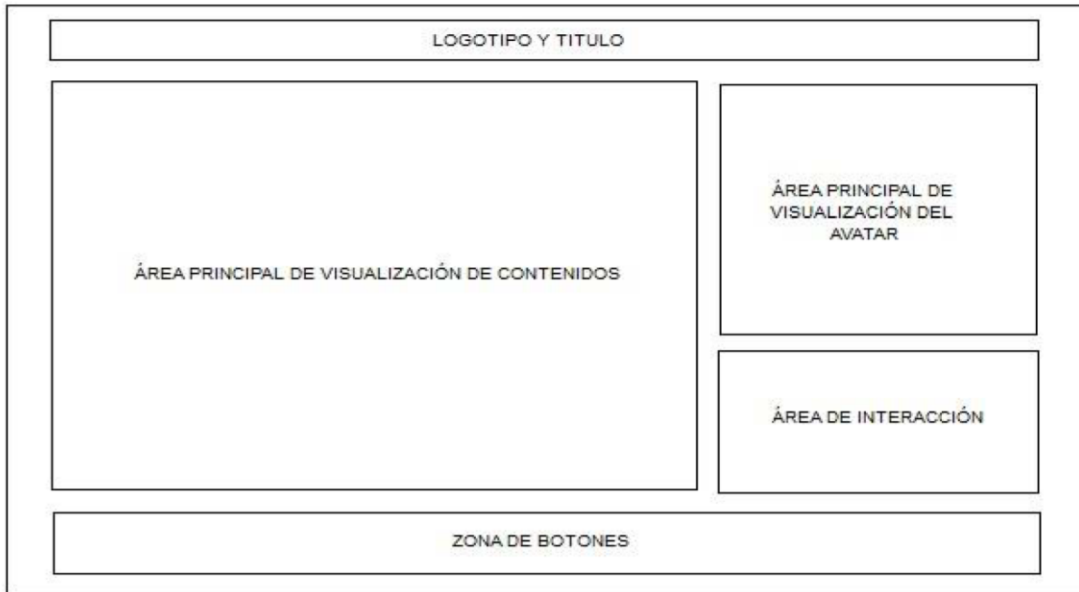 LOGOTIPO Y TITULO
ÁREA PRINCIPAL DE VISUALIZACIÓN DE CONTENIDOS
ÁREA PRINCIPAL DE
VISUALIZACIÓN DEL
AVATAR
ÁREA DE INTERACCIÓN
ZONA DE BOTONES